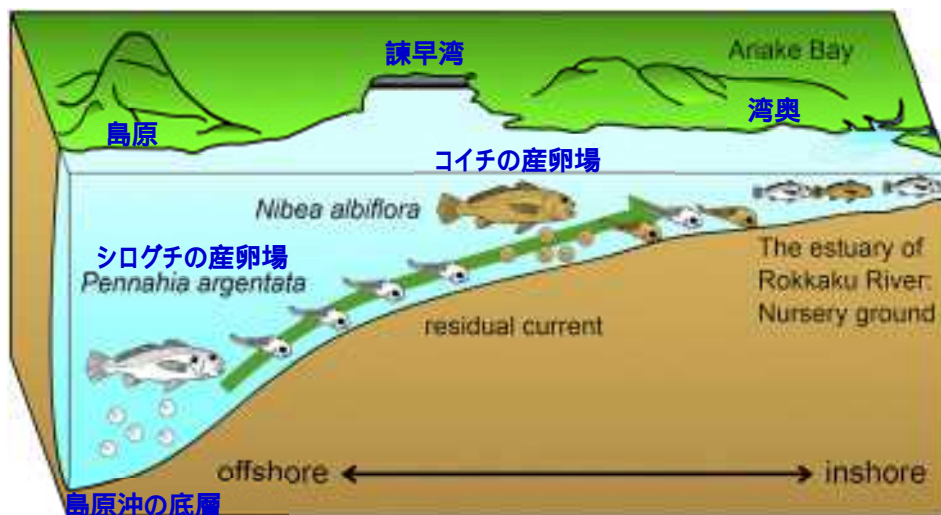 諫早湾
Ariake Bay
島原
湾奥
コイチの産卵場
Nibea albiflora
シログチの産卵場
Pennahia argentata
The estuary of
Rokkaku River:
Nursery ground
residual current
offshore
inshore
島原沖の底層